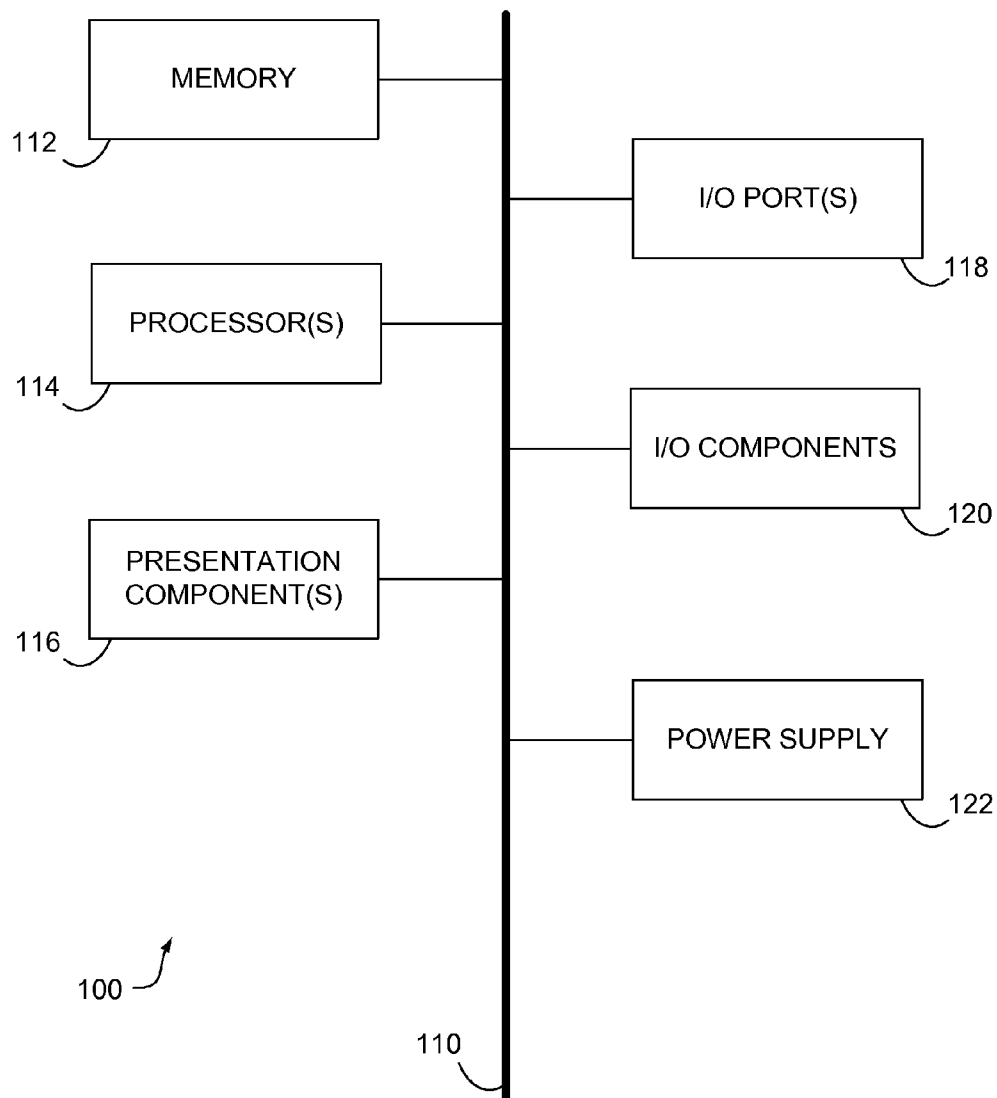 MEMORY
112
I/O PORT(S)
118
PROCESSOR(S)
114
I/O COMPONENTS
120
PRESENTATION
COMPONENT(S)
116
POWER SUPPLY
122
100
110